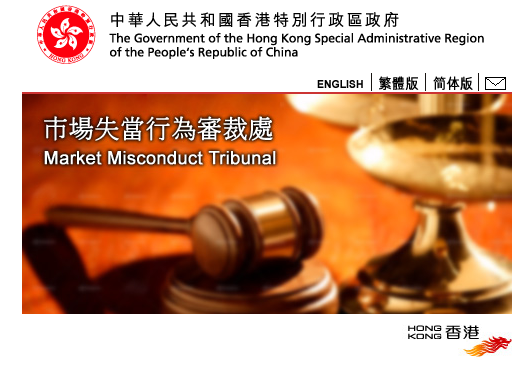 中華人民共和國香港特別行政區政府
The Government of the Hong Kong Special Administrative Region
of the People's Republic of China
HONG KONG
ENGLISH | 繁體版 | 简体版 |
市場失當行為審裁處
Market Misconduct Tribunal
HONG KONG 香港